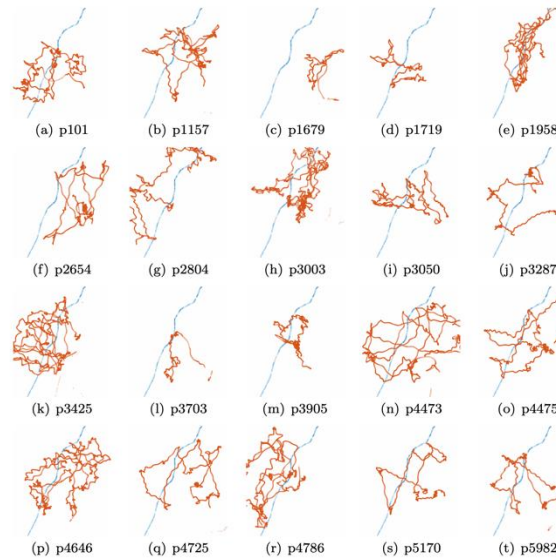 (a) p101 (b) p1157 (c) p1679 (d) p1719 (e) p1958
(f) p2654 (g) p2804 (h) p3003 (i) p3050 (j) p3287
(k) p3425 (l) p3703 (m) p3905 (n) p4473 (o) p4475
(p) p4646 (q) p4725 (r) p4786 (s) p5170 (t) p5982